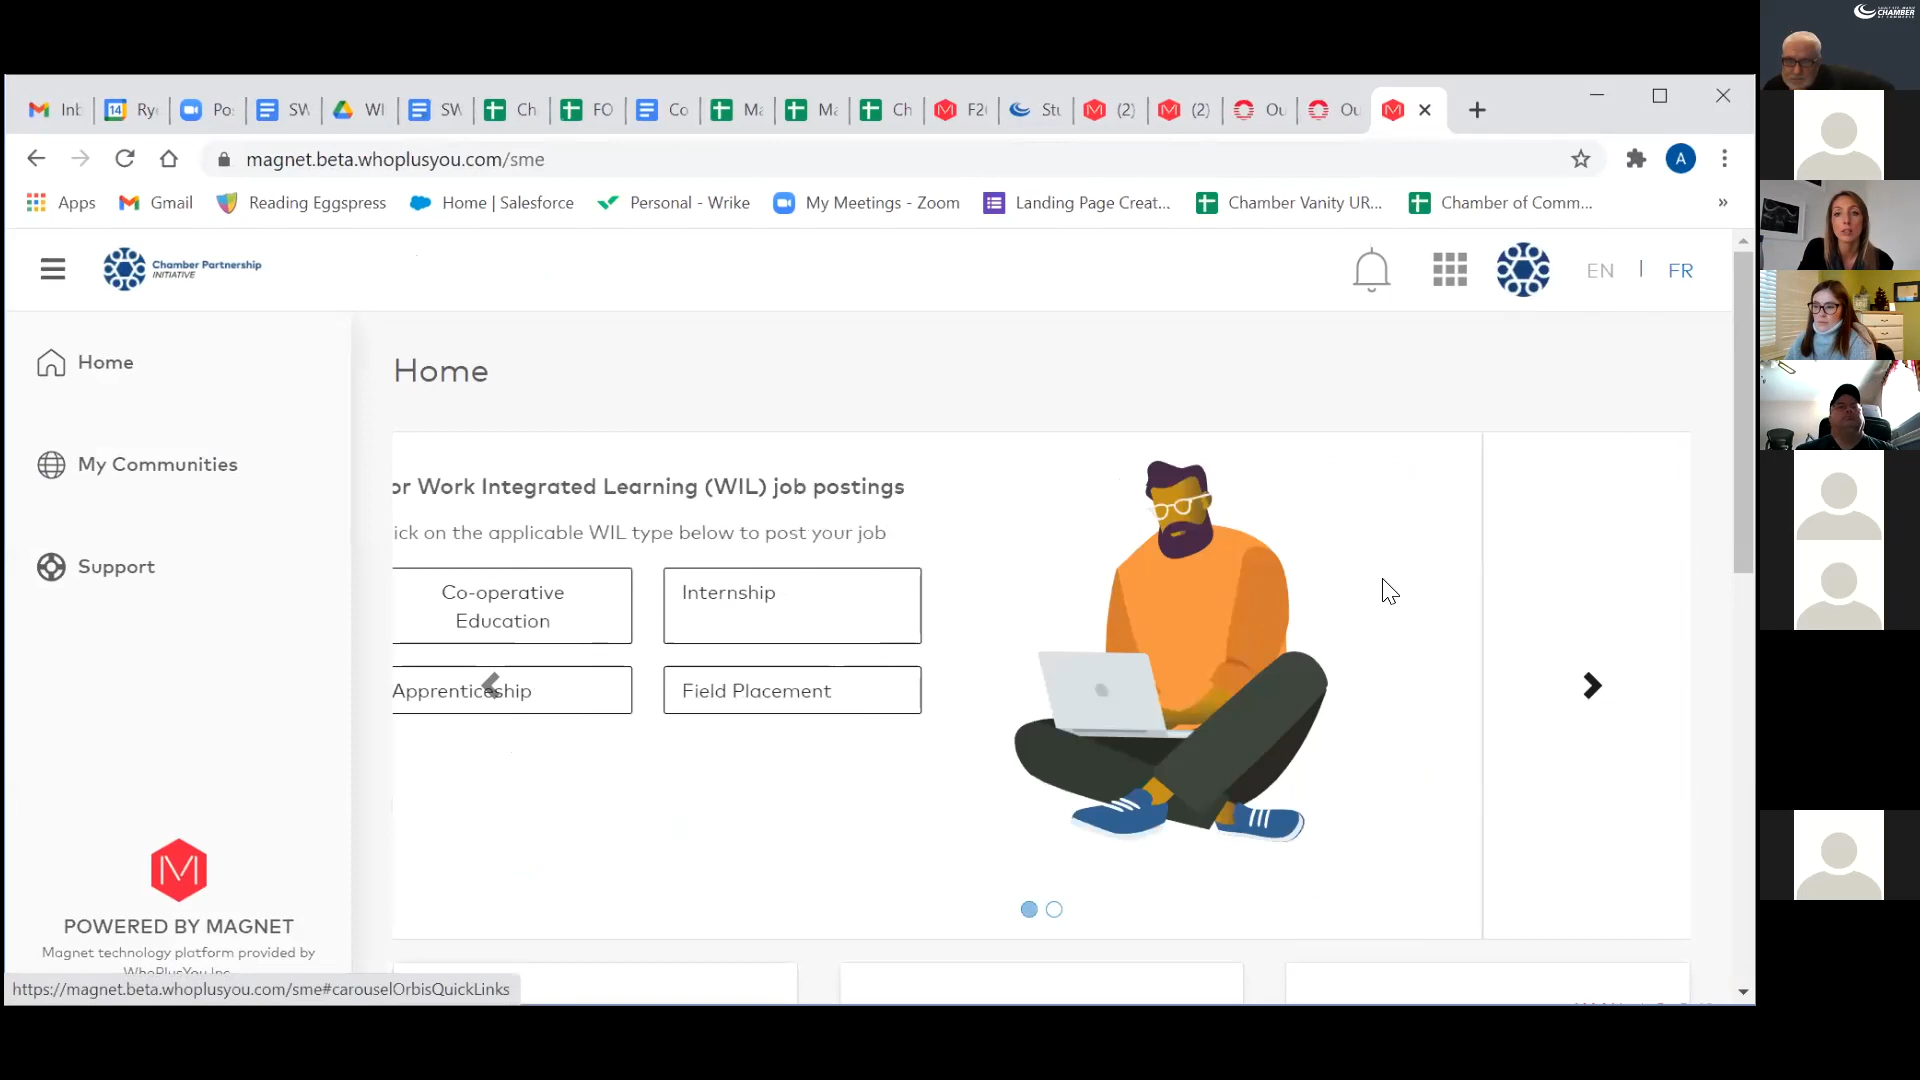 Inb
14
Ry
Po
SW
WI
SW
Ch
FO
Co
Ma
Ma
Ch
F2
Stu
(2)
(2)
Ou
Ou
magnet.beta.whoplusyou.com/sme
A
Apps
Gmail
Reading Eggspress
Home | Salesforce
Personal - Wrike
My Meetings - Zoom
Landing Page Creat...
Chamber Vanity UR...
Chamber of Comm...
»
Chamber Partnership
INITIATIVE
EN | FR
Home
My Communities
Support
Home
or Work Integrated Learning (WIL) job postings
ick on the applicable WIL type below to post your job
Co-operative
Education
Internship
Apprenticeship
Field Placement
POWERED BY MAGNET
Magnet technology platform provided by
WhoPlusYou Inc.
https://magnet.beta.whoplusyou.com/sme#carouselOrbisQuickLinks
CHAMBER